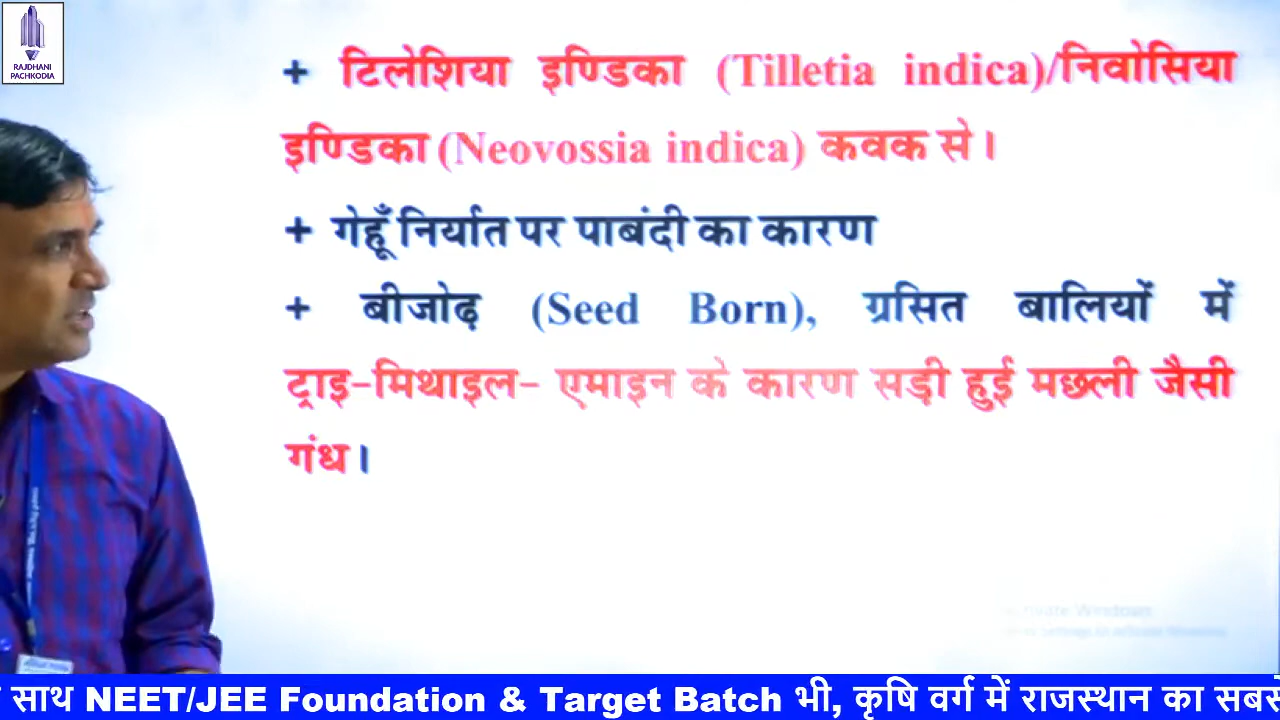 RAJDHANI
PACHKODIA
+ टिलेशिया इण्डिका (Tilletia indica)/निवोसिया
इण्डिका (Neovossia indica) कवक से।
+ गेहूँ निर्यात पर पाबंदी का कारण
+ बीजोढ़ (Seed Born), ग्रसित बालियों में
ट्राइ-मिथाइल- एमाइन के कारण सड़ी हुई मछली जैसी
गंध।
साथ NEET/JEE Foundation & Target Batch भी, कृषि वर्ग में राजस्थान का सबसे